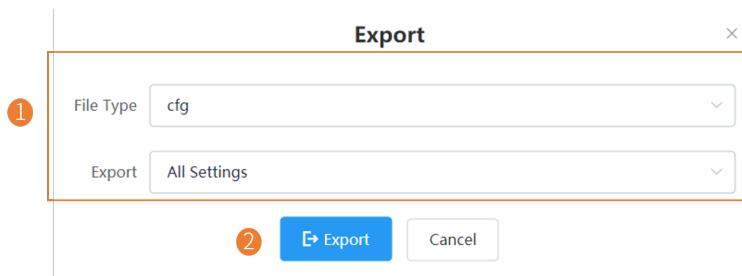 Export
1
File Type cfg
Export All Settings
2 Export Cancel